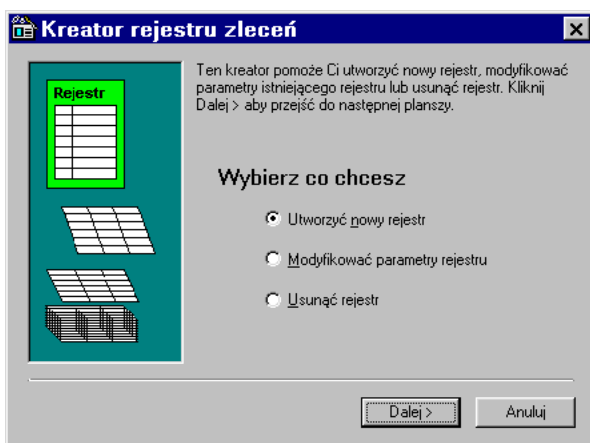 Kreator rejestru zleceń
Rejestr
Ten kreator pomoże Ci utworzyć nowy rejestr, modyfikować
parametry istniejącego rejestru lub usunąć rejestr. Kliknij
Dalej > aby przejść do następnej planszy.
Wybierz co chcesz
Utworzyć nowy rejestr
Modyfikować parametry rejestru
Usunąć rejestr
Dalej >
Anuluj